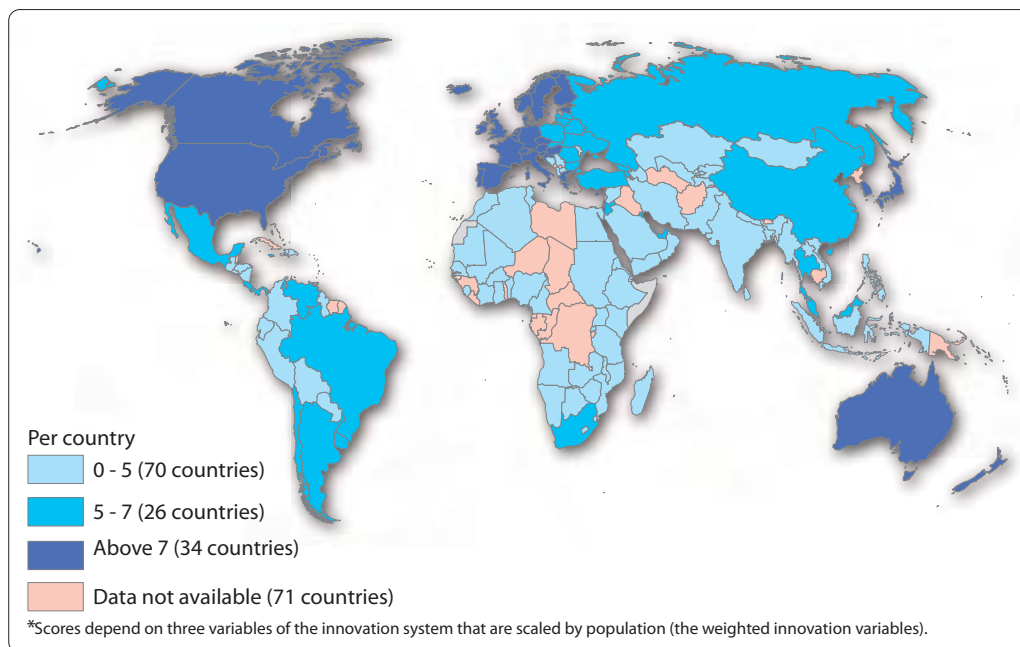 Per country
0 - 5 (70 countries)
5 - 7 (26 countries)
Above 7 (34 countries)
Data not available (71 countries)
*Scores depend on three variables of the innovation system that are scaled by population (the weighted innovation variables).